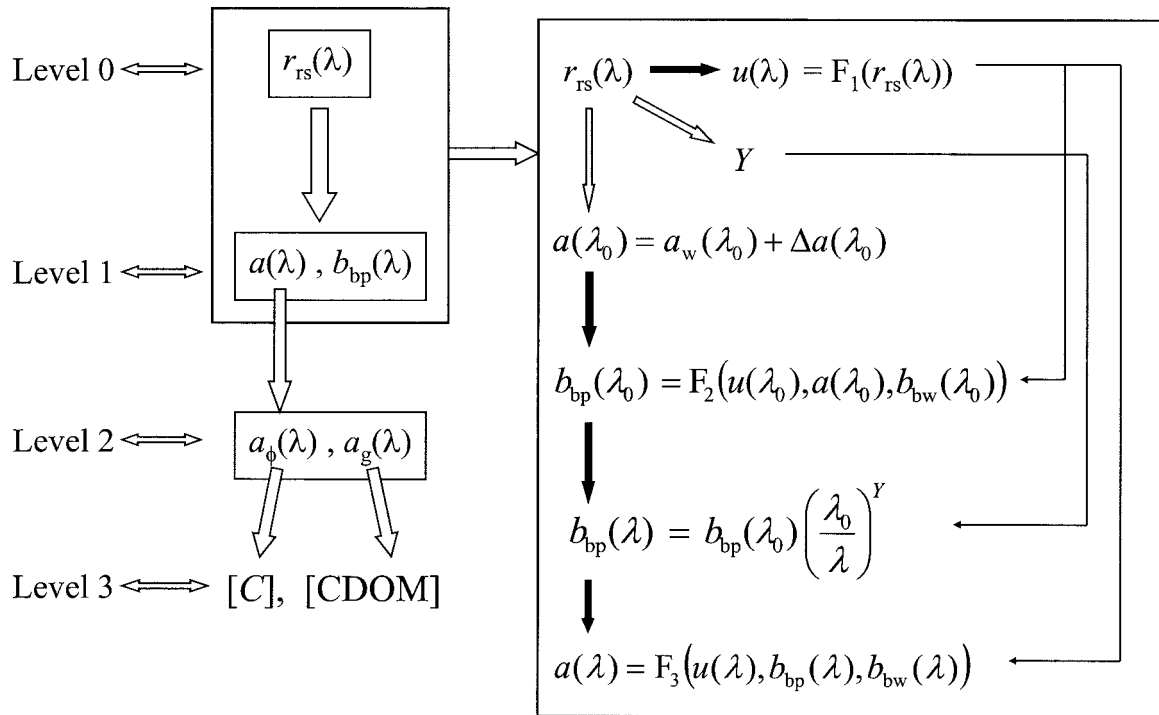 Level 0
r_rs(λ)
Level 1
a(λ) , b_bp(λ)
Level 2
a_ϕ(λ) , a_g(λ)
Level 3
[C], [CDOM]
r_rs(λ)
u(λ) = F_1(r_rs(λ))
Y
a(λ_0) = a_w(λ_0) + Δa(λ_0)
b_bp(λ_0) = F_2(u(λ_0),a(λ_0),b_bw(λ_0))
b_bp(λ) = b_bp(λ_0)(λ_0/λ)^Y
a(λ) = F_3(u(λ),b_bp(λ),b_bw(λ))